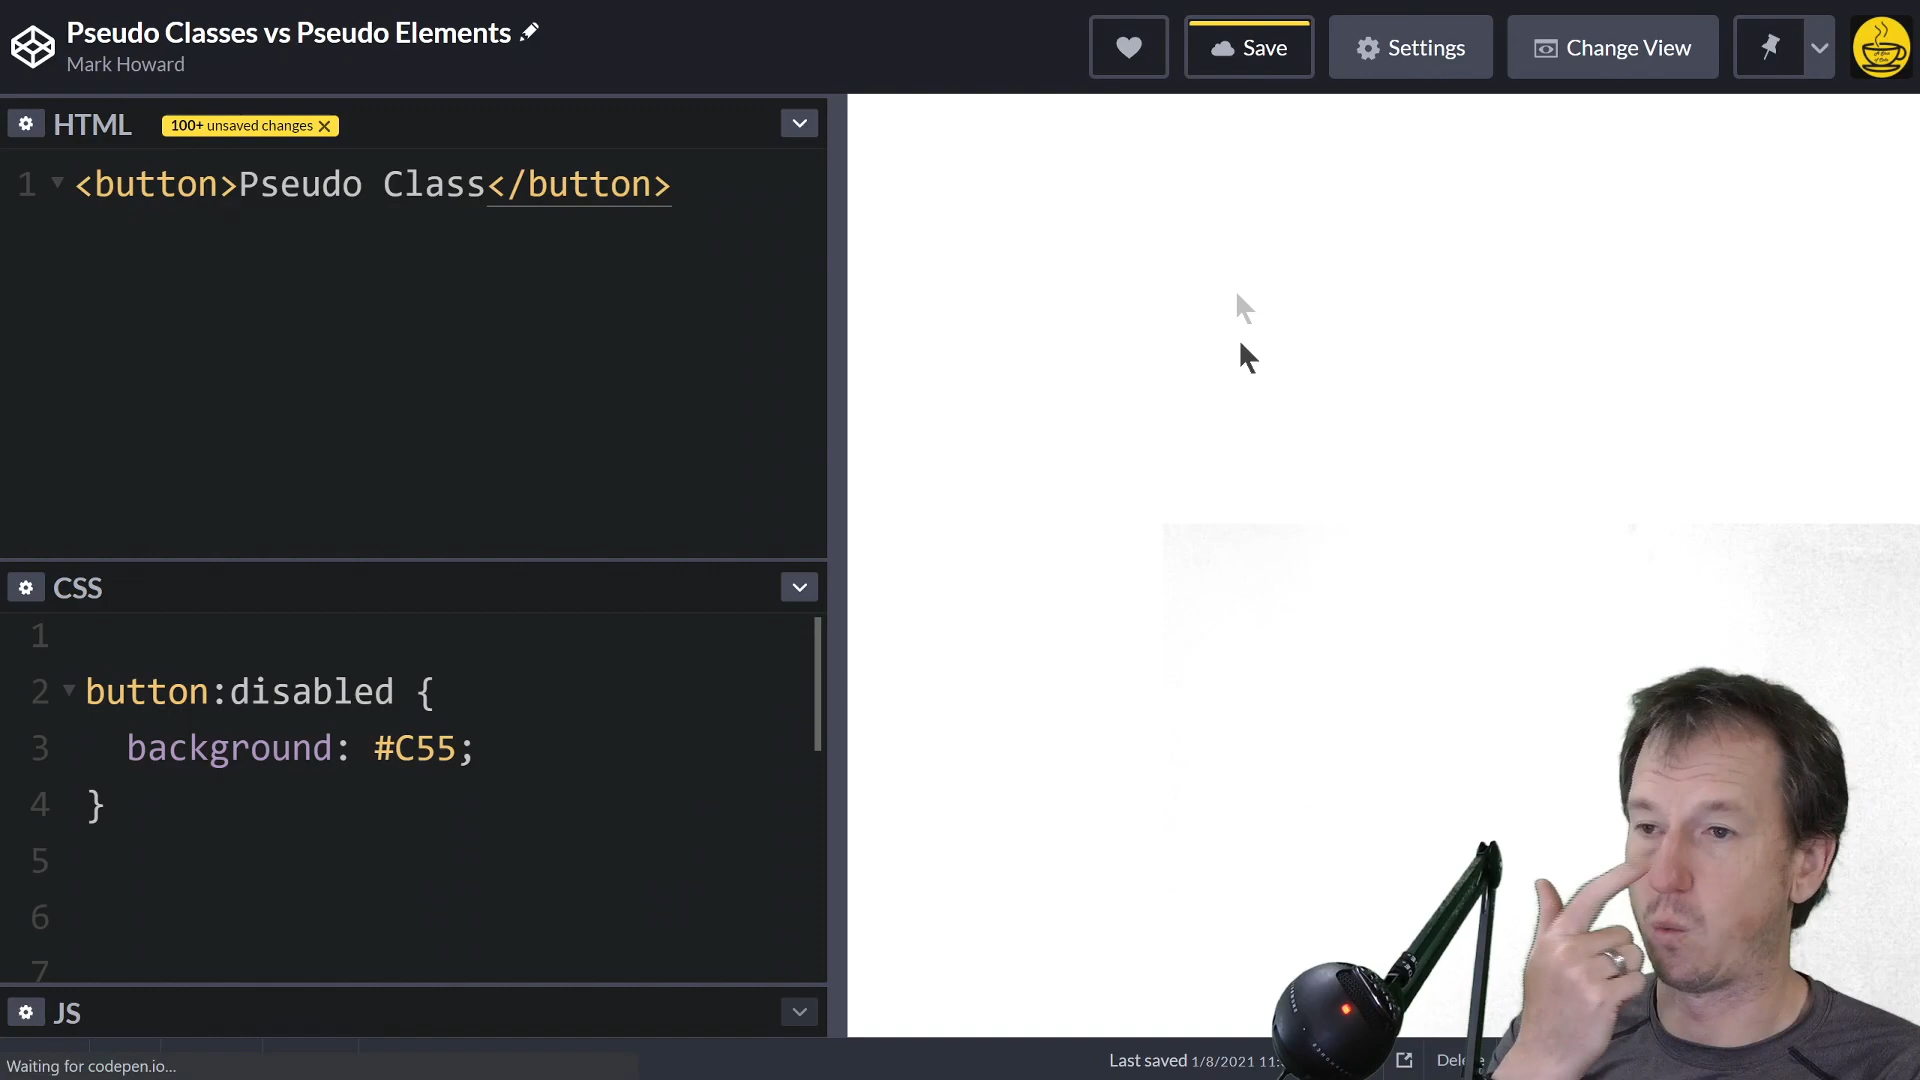 Pseudo Classes vs Pseudo Elements
Mark Howard
Save
Settings
Change View
HTML
100+ unsaved changes
1
<button>Pseudo Class</button>
CSS
1
2 button:disabled {
3 background: #C55;
4 }
5
6
7
JS
Waiting for codepen.io...
Last saved 1/8/2021 11: